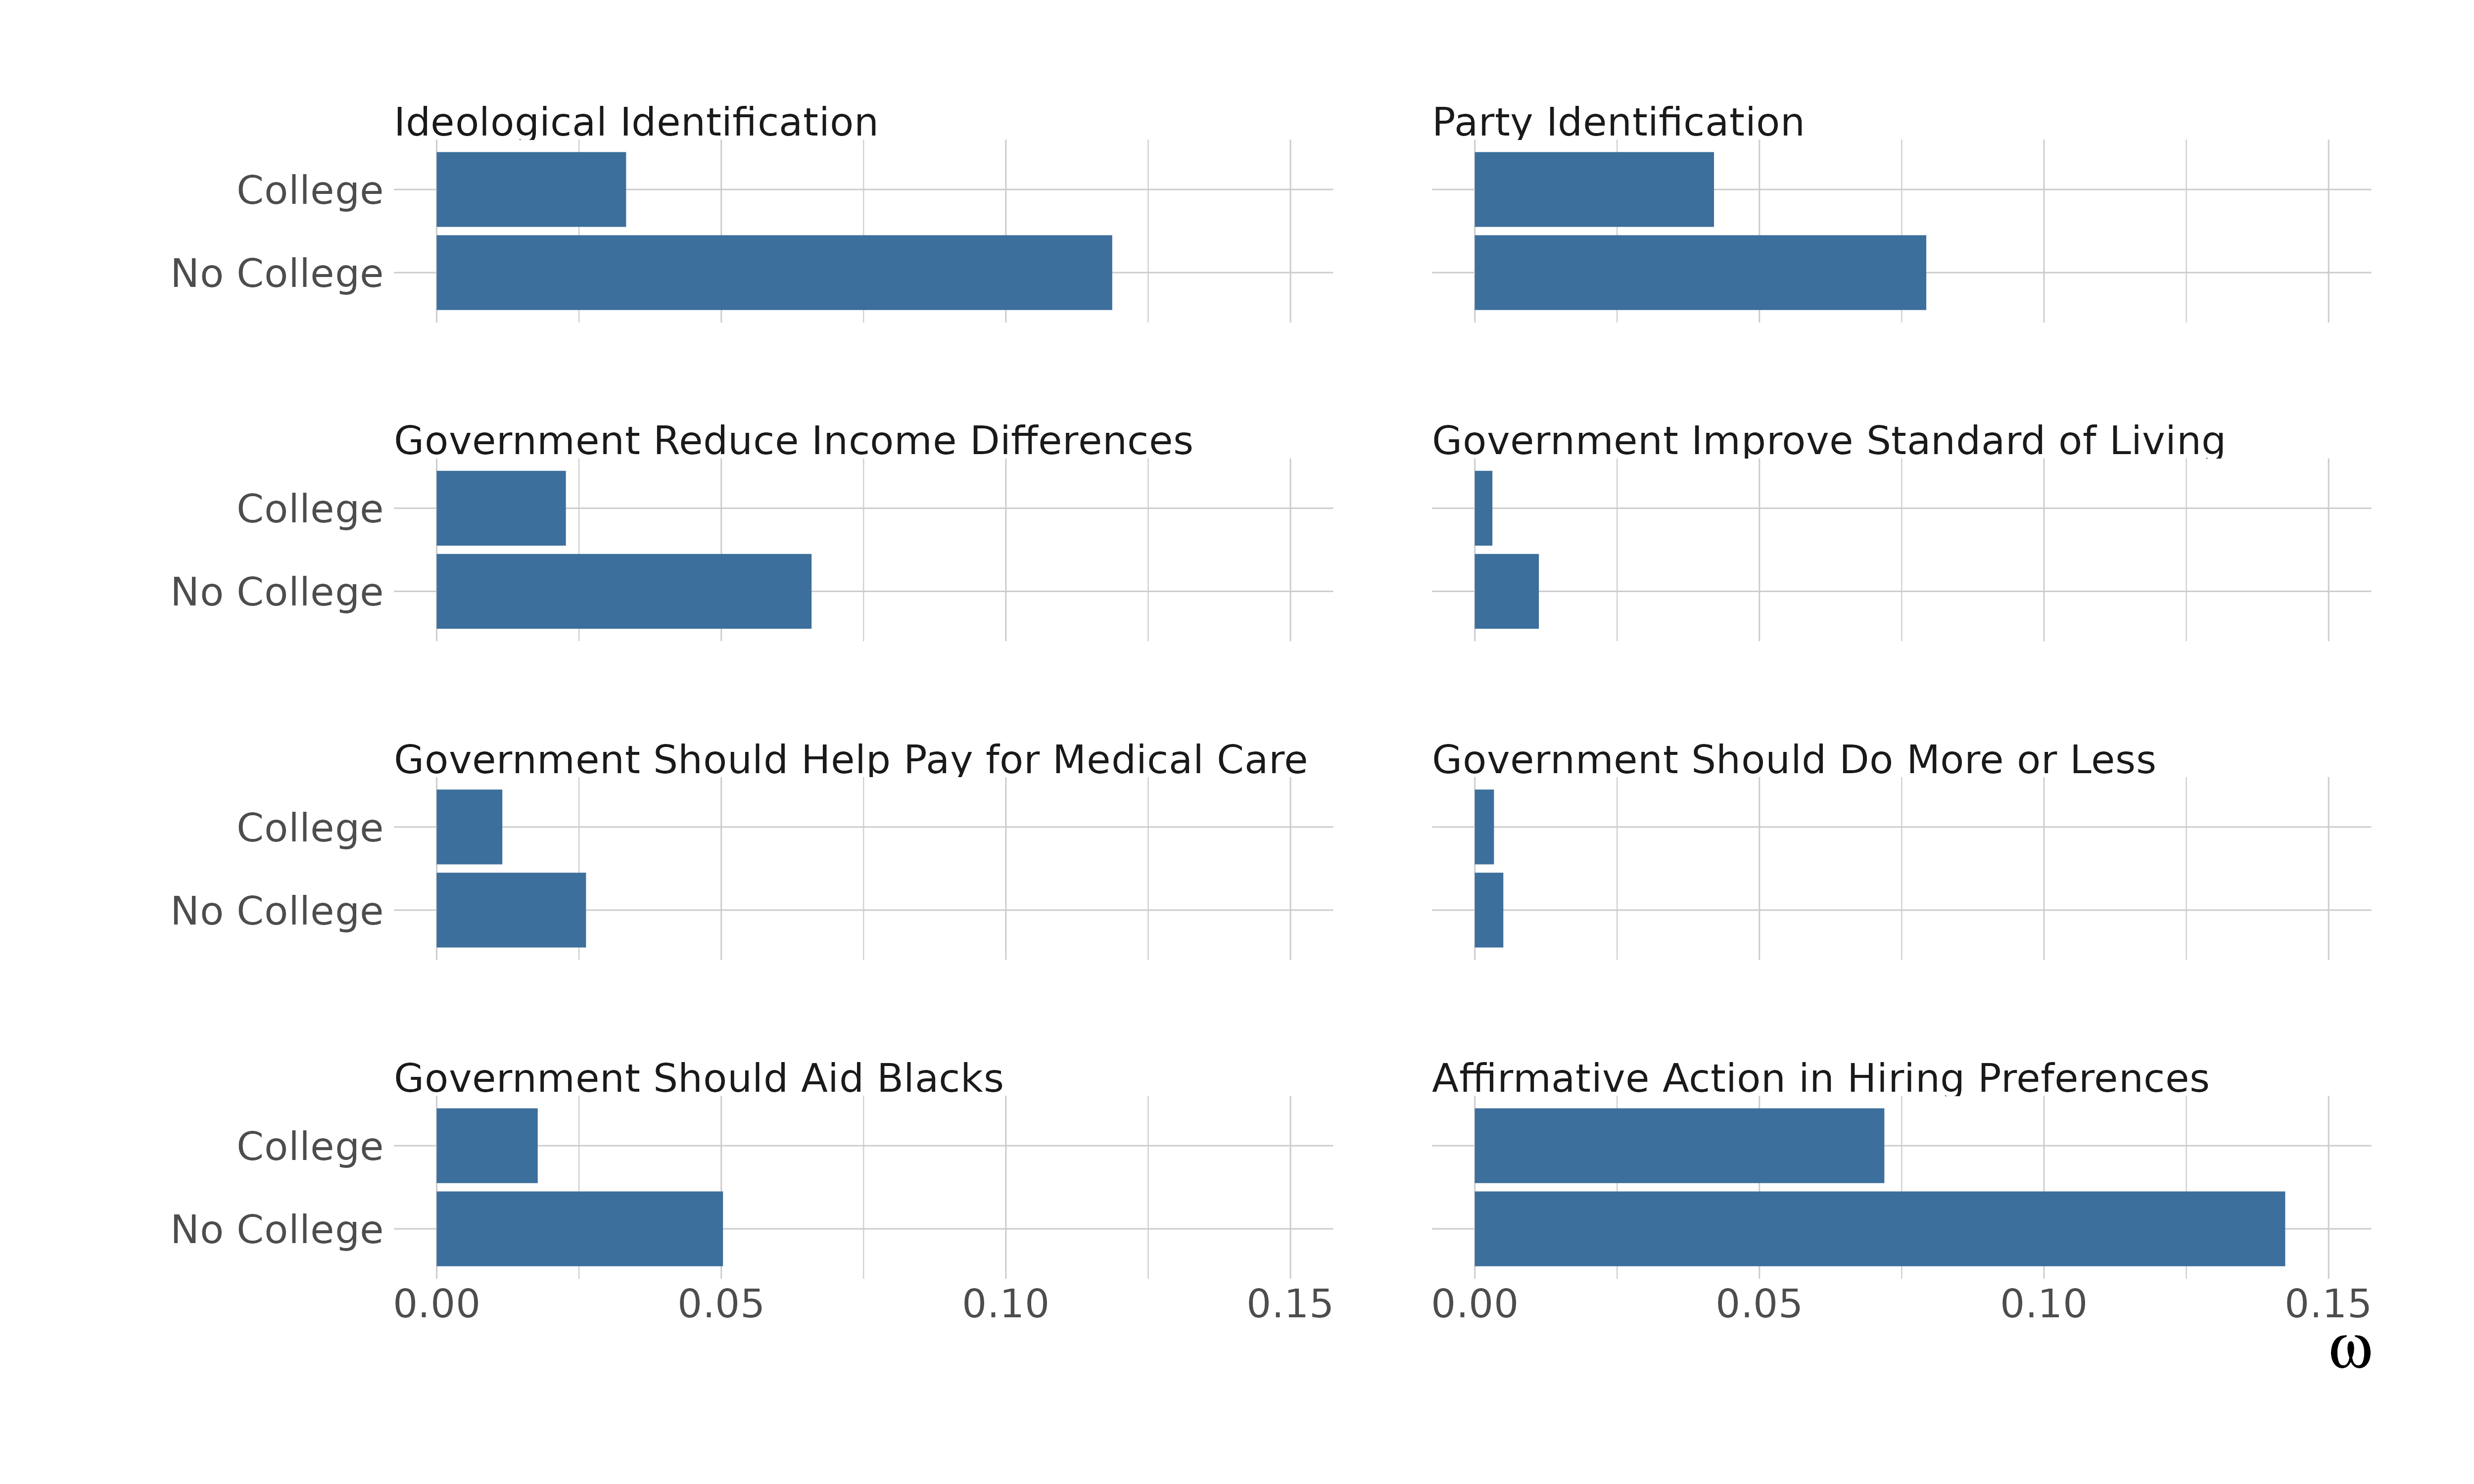 Ideological Identification
Party Identification
College
No College
Government Reduce Income Differences
Government Improve Standard of Living
College
No College
Government Should Help Pay for Medical Care
Government Should Do More or Less
College
No College
Government Should Aid Blacks
Affirmative Action in Hiring Preferences
College
No College
0.00 0.05 0.10 0.15
0.00 0.05 0.10 0.15
ω